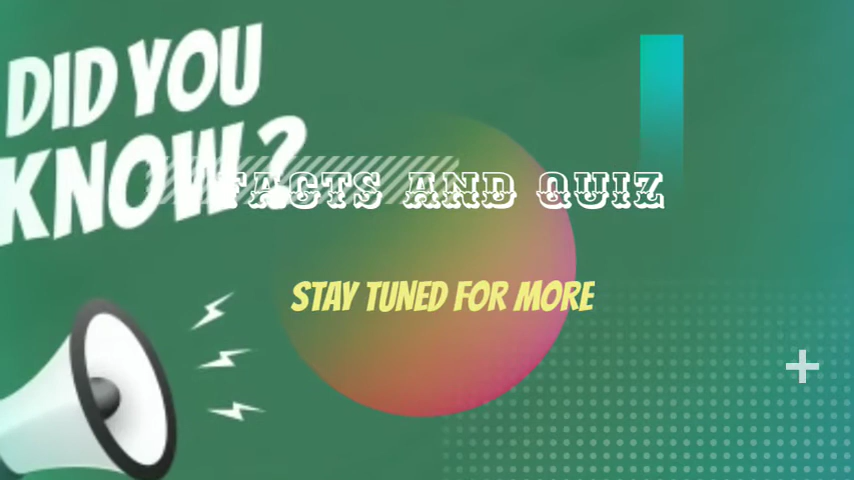 DID YOU
KNOW?
FACTS AND QUIZ
STAY TUNED FOR MORE